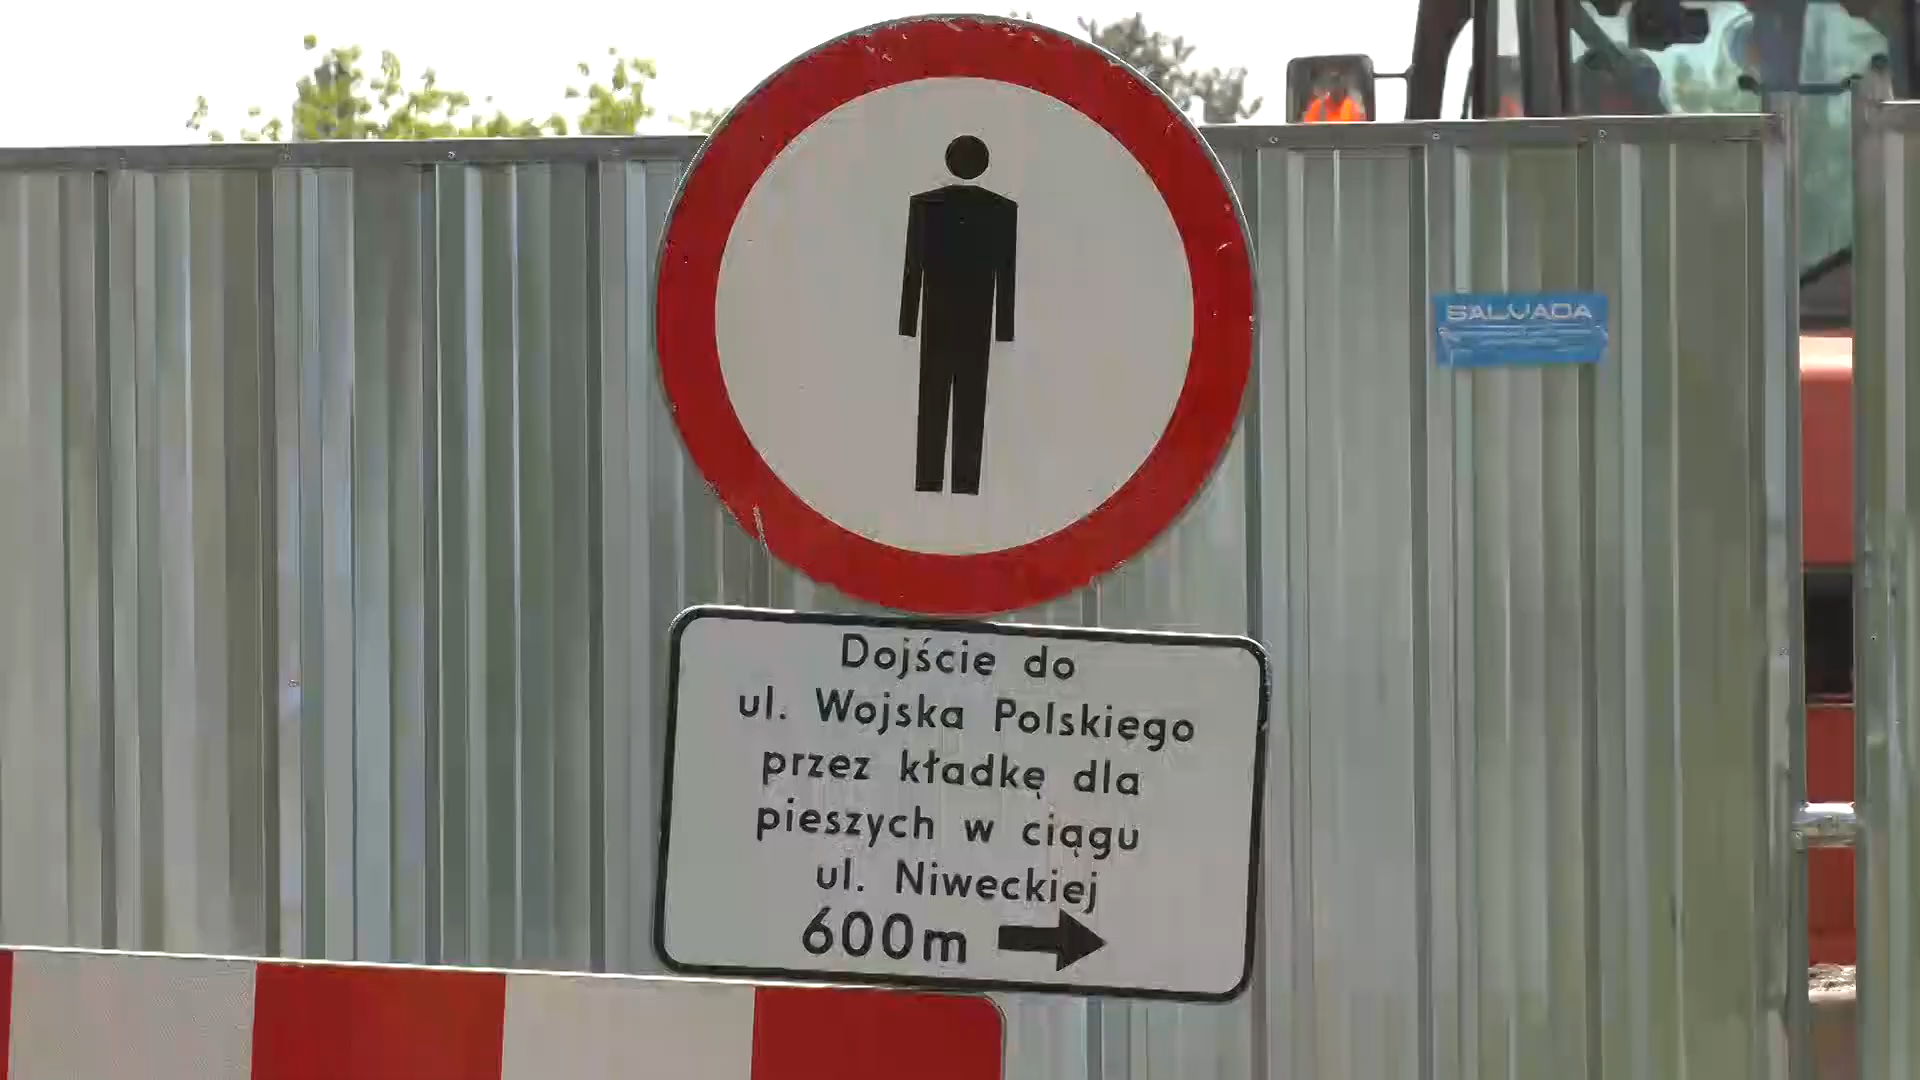 Dojście do
ul. Wojska Polskiego
przez kładkę dla
pieszych w ciągu
ul. Niweckiej
600m
SALVADA